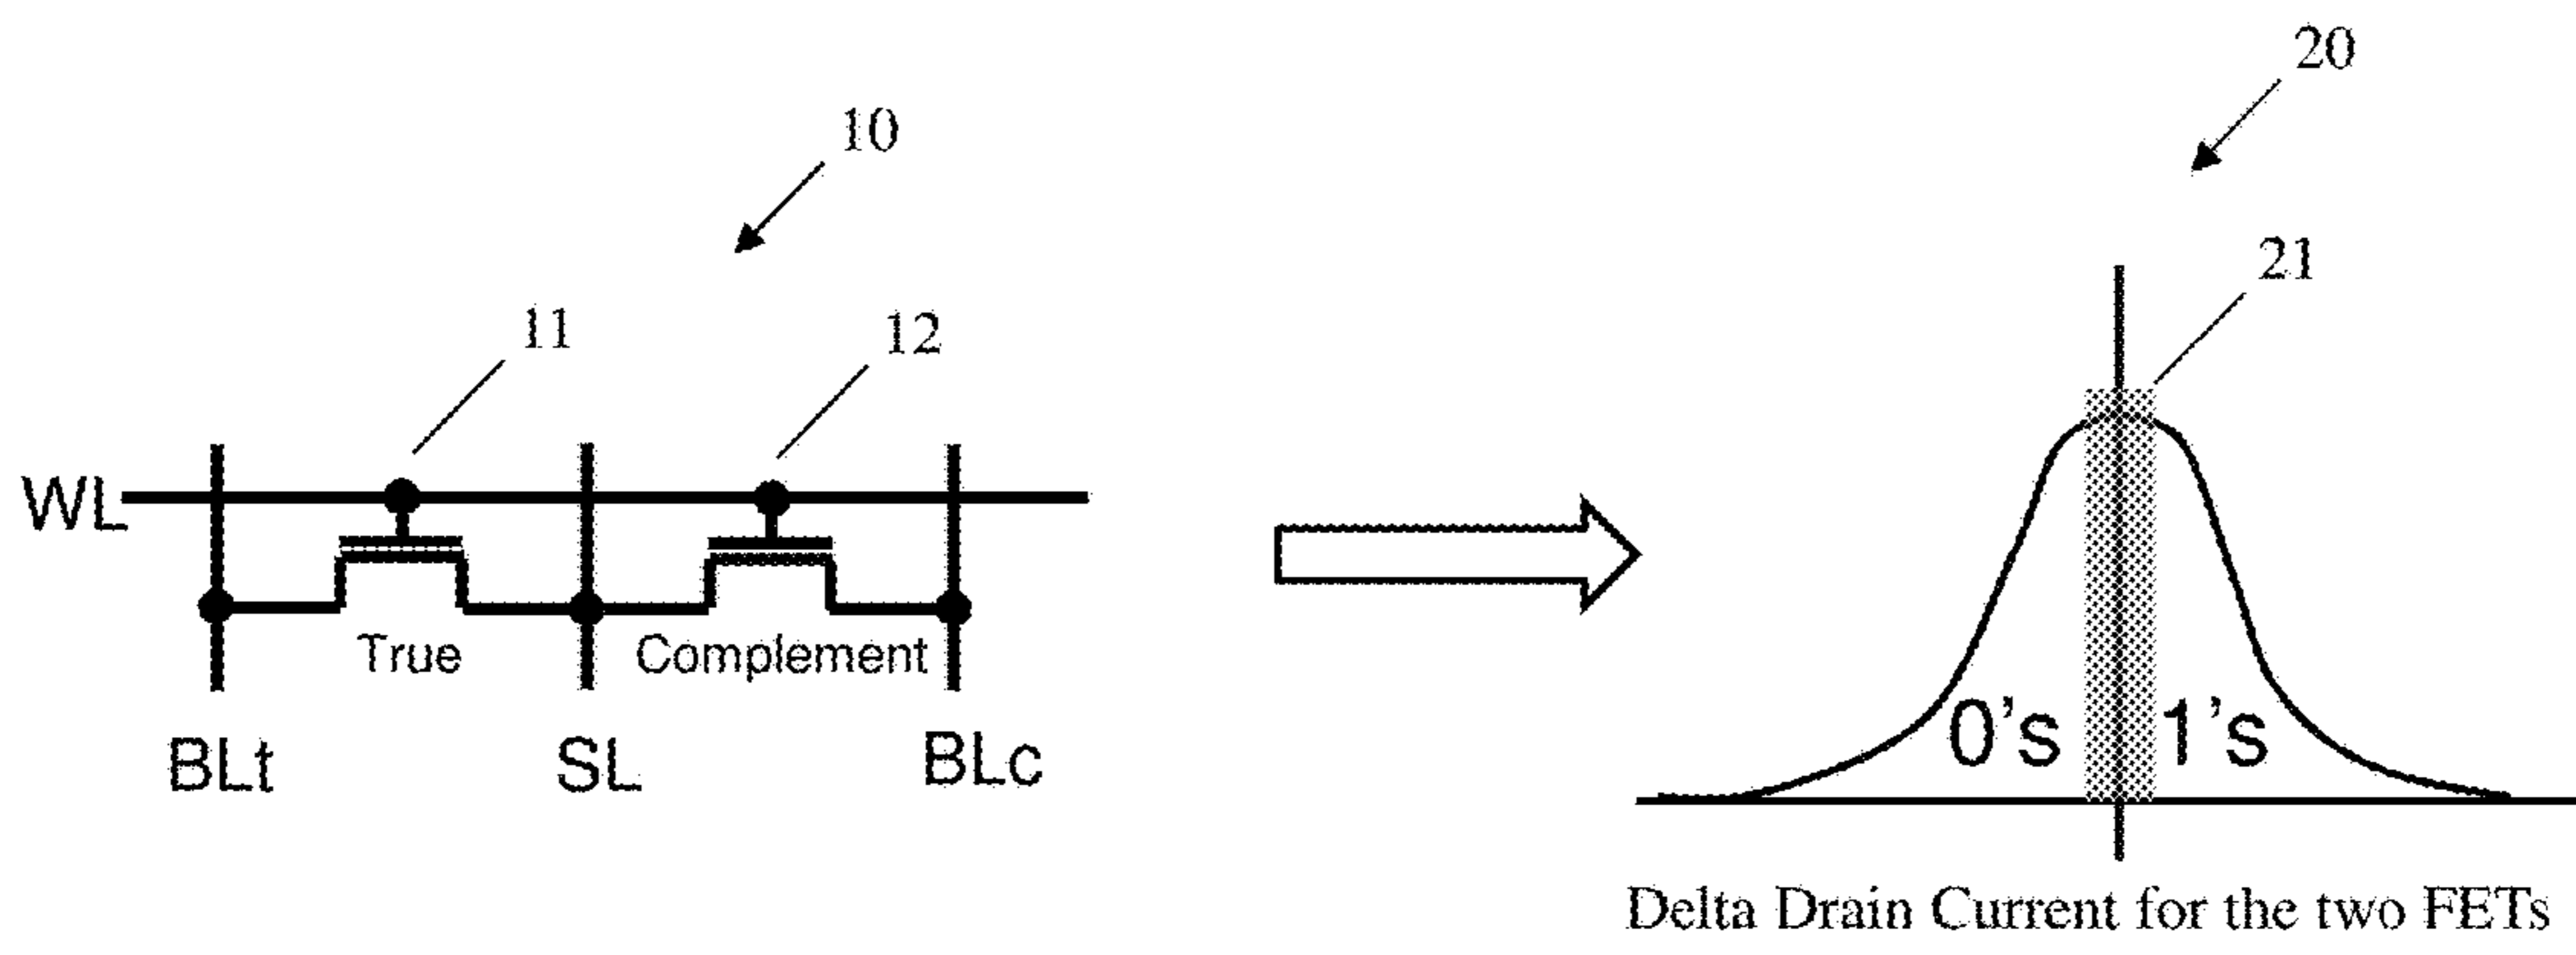 20
10
21
11
12
WL
True
Complement
BLt
SL
BLc
0's
1's
Delta Drain Current for the two FETs